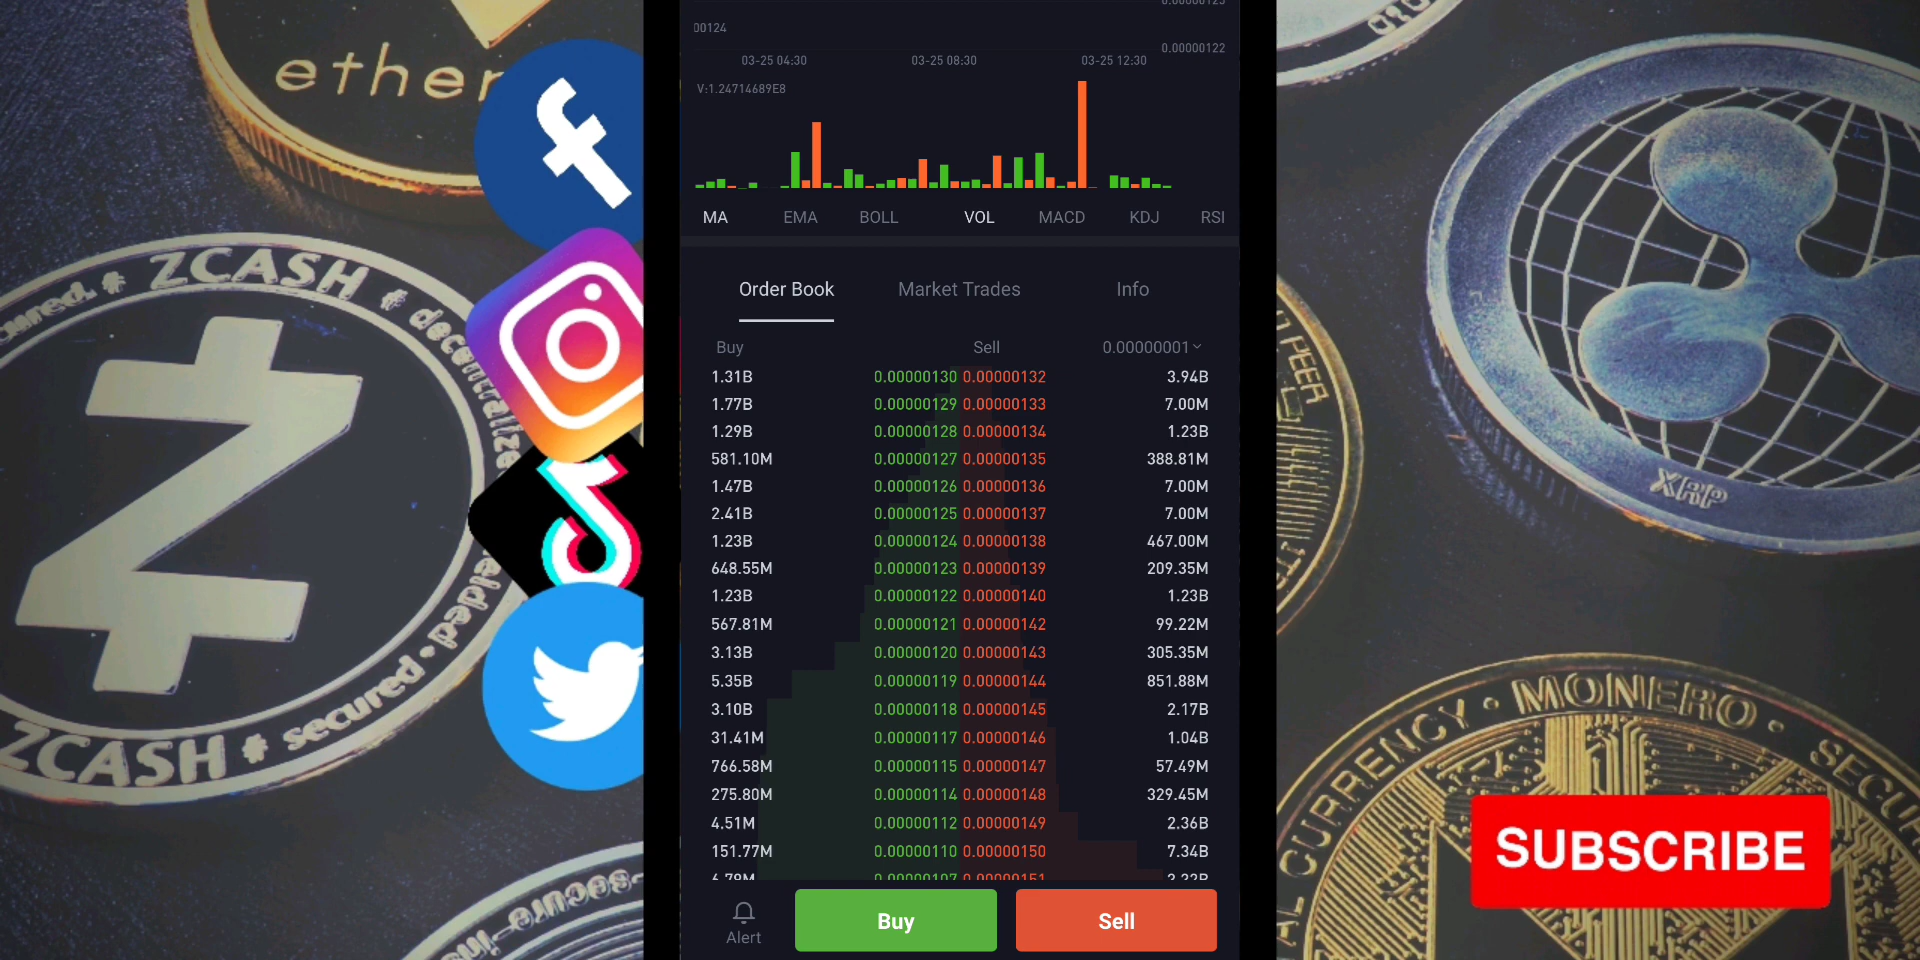 0.00000123
00124
0.00000122
03-25 04:30 03-25 08:30 03-25 12:30
V:1.24714689E8
MA EMA BOLL VOL MACD KDJ RSI
Order Book Market Trades Info
Buy Sell 0.00000001
1.31B 0.00000130 0.00000132 3.94B
1.77B 0.00000129 0.00000133 7.00M
1.29B 0.00000128 0.00000134 1.23B
581.10M 0.00000127 0.00000135 388.81M
1.47B 0.00000126 0.00000136 7.00M
2.41B 0.00000125 0.00000137 7.00M
1.23B 0.00000124 0.00000138 467.00M
648.55M 0.00000123 0.00000139 209.35M
1.23B 0.00000122 0.00000140 1.23B
567.81M 0.00000121 0.00000142 99.22M
3.13B 0.00000120 0.00000143 305.35M
5.35B 0.00000119 0.00000144 851.88M
3.10B 0.00000118 0.00000145 2.17B
31.41M 0.00000117 0.00000146 1.04B
766.58M 0.00000115 0.00000147 57.49M
275.80M 0.00000114 0.00000148 329.45M
4.51M 0.00000112 0.00000149 2.36B
151.77M 0.00000110 0.00000150 7.34B
Alert Buy Sell
ether
ZCASH # decentralized
secured • ZCASH # secured
XRP
PEER
CURRENCY • MONERO • SECU
SUBSCRIBE